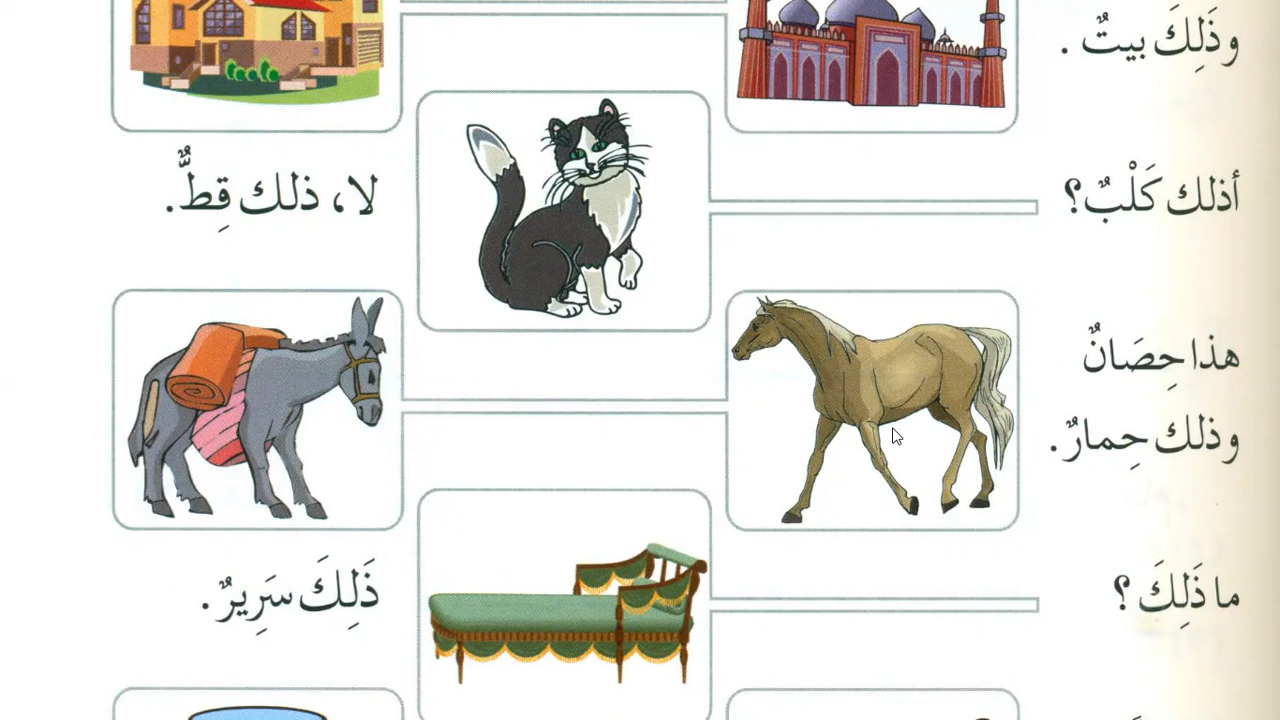 وذَلِكَ بيتٌ .
أذلك كَلْبٌ؟
لا، ذلك قِطٌّ.
هذا حِصَانٌ
وذلك حِمارٌ.
ما ذَلِكَ ؟
ذَلِكَ سَرِيرٌ .